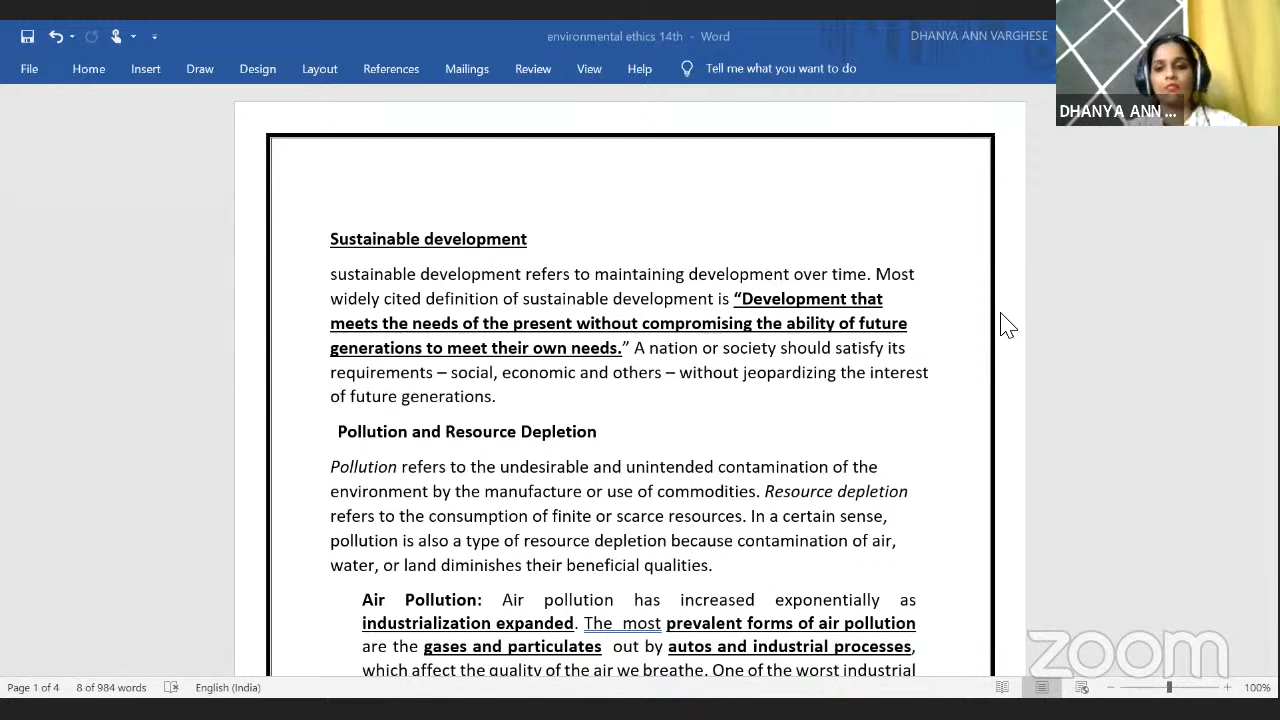 environmental ethics 14th - Word
DHANYA ANN VARGHESE
File Home Insert Draw Design Layout References Mailings Review View Help Tell me what you want to do
DHANYA ANN ...
Sustainable development
sustainable development refers to maintaining development over time. Most
widely cited definition of sustainable development is “Development that
meets the needs of the present without compromising the ability of future
generations to meet their own needs.” A nation or society should satisfy its
requirements – social, economic and others – without jeopardizing the interest
of future generations.
Pollution and Resource Depletion
Pollution refers to the undesirable and unintended contamination of the
environment by the manufacture or use of commodities. Resource depletion
refers to the consumption of finite or scarce resources. In a certain sense,
pollution is also a type of resource depletion because contamination of air,
water, or land diminishes their beneficial qualities.
Air Pollution: Air pollution has increased exponentially as
industrialization expanded. The most prevalent forms of air pollution
are the gases and particulates out by autos and industrial processes,
which affect the quality of the air we breathe. One of the worst industrial
zoom
Page 1 of 4 8 of 984 words English (India) 100%